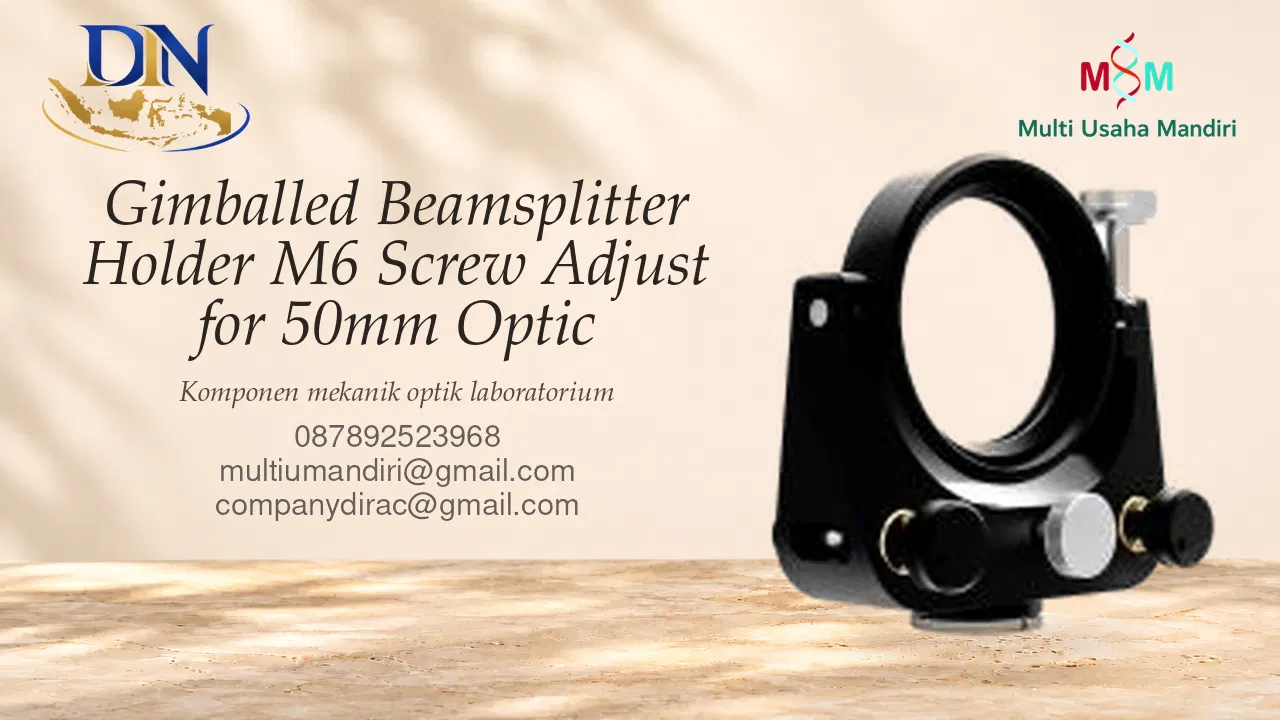 DIN
M M
Multi Usaha Mandiri
Gimballed Beamsplitter
Holder M6 Screw Adjust
for 50mm Optic
Komponen mekanik optik laboratorium
087892523968
multiumandiri@gmail.com
companydirac@gmail.com